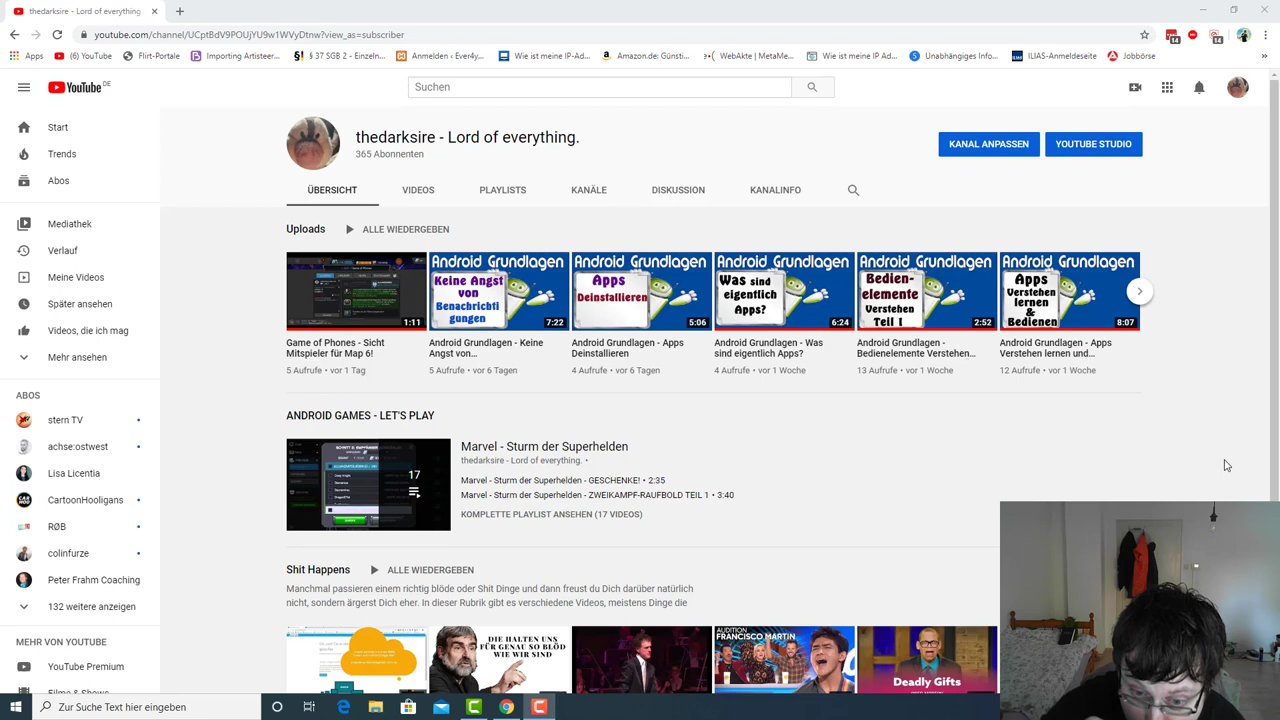 thedarksire - Lord of everything.
youtube.com/channel/UCptBdV9POUjYU9w1WVyDtnw?view_as=subscriber
14
14
Apps
(6) YouTube
Flirt-Portale
Importing Artisteer...
§ 37 SGB 2 - Einzeln...
Anmelden ‹ Ever4y...
Wie ist meine IP-Ad...
Amazon.de: Günsti...
WebAkte | MetaMe...
Wie ist meine IP Ad...
Unabhängiges Info...
ILIAS-Anmeldeseite
Jobbörse
YouTube DE
Suchen
Start
Trends
Abos
Mediathek
Verlauf
Meine Videos
Später ansehen
Videos, die ich mag
Mehr ansehen
ABOS
stern TV
achse:ostwest
Lisa Licentia
CartoonHooligans
RØB
colinfurze
Peter Frahm Coaching
132 weitere anzeigen
MEHR VON YOUTUBE
YouTube Premium
Filme & Shows
thedarksire - Lord of everything.
365 Abonnenten
KANAL ANPASSEN
YOUTUBE STUDIO
ÜBERSICHT
VIDEOS
PLAYLISTS
KANÄLE
DISKUSSION
KANALINFO
Uploads
ALLE WIEDERGEBEN
1:11
Game of Phones - Sicht
Mitspieler für Map 6!
5 Aufrufe • vor 1 Tag
Android Grundlagen
Keine
Angst
von
Benachrichti
gungen
7:22
Android Grundlagen - Keine
Angst von...
5 Aufrufe • vor 6 Tagen
Android Grundlagen
Apps
Deinstallieren
5:06
Android Grundlagen - Apps
Deinstallieren
4 Aufrufe • vor 6 Tagen
Android Grundlagen
Was sind
eigentlich
Apps?
6:24
Android Grundlagen - Was
sind eigentlich Apps?
4 Aufrufe • vor 1 Woche
Android Grundlagen
Bedien-
elemente
Verstehen
Teil 1
2:52
Android Grundlagen -
Bedienelemente Verstehen...
13 Aufrufe • vor 1 Woche
Android Grundlagen
Apps
Verstehen
lernen
&
Bedienen
8:07
Android Grundlagen - Apps
Verstehen lernen und...
12 Aufrufe • vor 1 Woche
ANDROID GAMES - LET'S PLAY
17
Marvel - Sturm der Superhelden
thedarksire - Lord of everything. •
Marvel - Sturm der Superhelden - GESCHENKE! • 2:35
Marvel - Sturm der Superhelden - ZWEIKAMPF-RAUFBOLD TEIL 1 • 3:40
KOMPLETTE PLAYLIST ANSEHEN (17 VIDEOS)
Shit Happens
ALLE WIEDERGEBEN
Manchmal passieren einem richtig blöde oder Shit Dinge und dann freust du Dich darüber natürlich
nicht, sondern ärgerst Dich eher. In dieser Rubrik gibt es verschiedene Videos, meistens Dinge die
DIE HALTEN UNS
FÜR GENAU SO BLÖD
WIE WIR SIND
AUDITION
FRANCISCO MARTIN
Deadly Gifts
Zur Suche Text hier eingeben